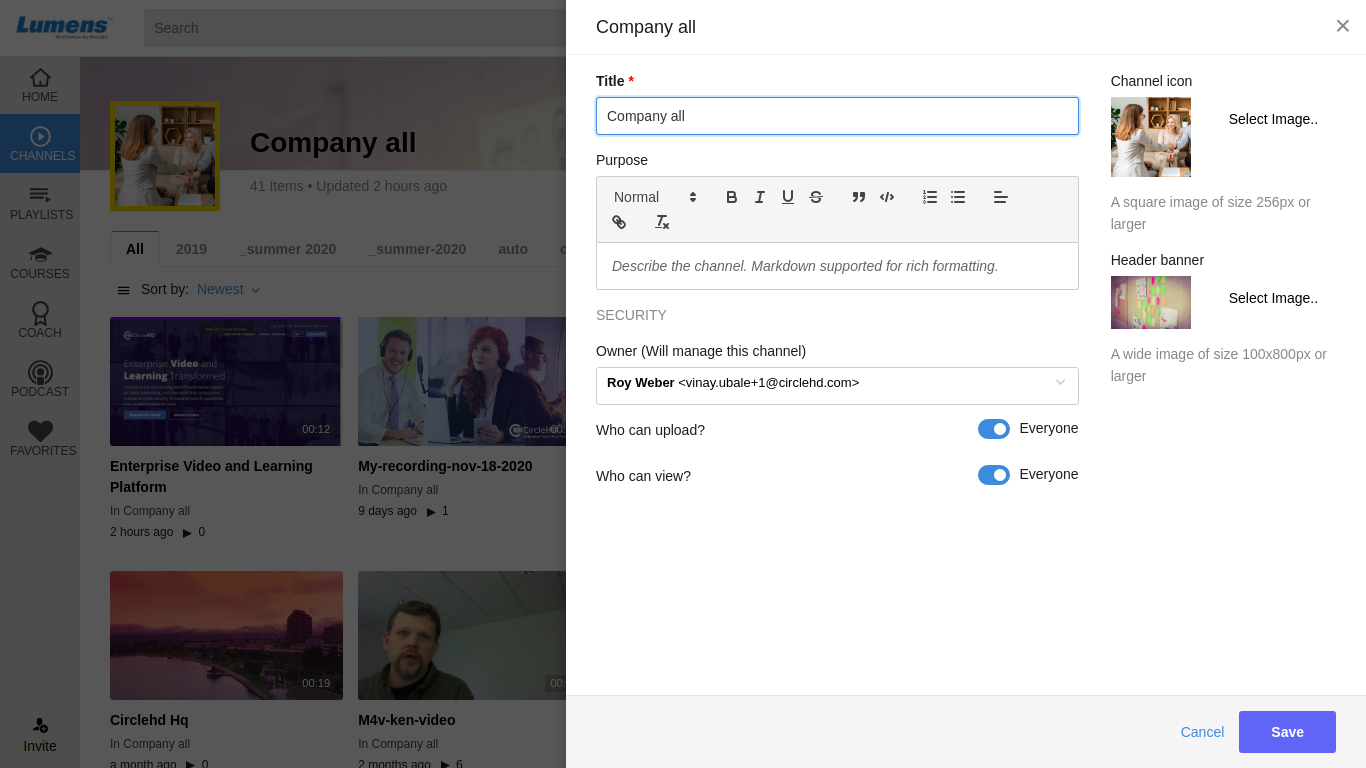 Lumens
Search
HOME
CHANNELS
PLAYLISTS
COURSES
COACH
PODCAST
FAVORITES
Invite
Company all
41 Items • Updated 2 hours ago
All 2019 _summer 2020 _summer-2020 auto
Sort by: Newest
CircleHD
Enterprise Video and
Learning Transformed
00:12
Enterprise Video and Learning
Platform
In Company all
2 hours ago ▶ 0
My-recording-nov-18-2020
In Company all
9 days ago ▶ 1
00:19
Circlehd Hq
In Company all
a month ago ▶ 0
00:
M4v-ken-video
In Company all
2 months ago ▶ 6
Company all
Title *
Company all
Purpose
Normal
Describe the channel. Markdown supported for rich formatting.
SECURITY
Owner (Will manage this channel)
Roy Weber <vinay.ubale+1@circlehd.com>
Who can upload? Everyone
Who can view? Everyone
Channel icon
Select Image..
A square image of size 256px or
larger
Header banner
Select Image..
A wide image of size 100x800px or
larger
Cancel Save